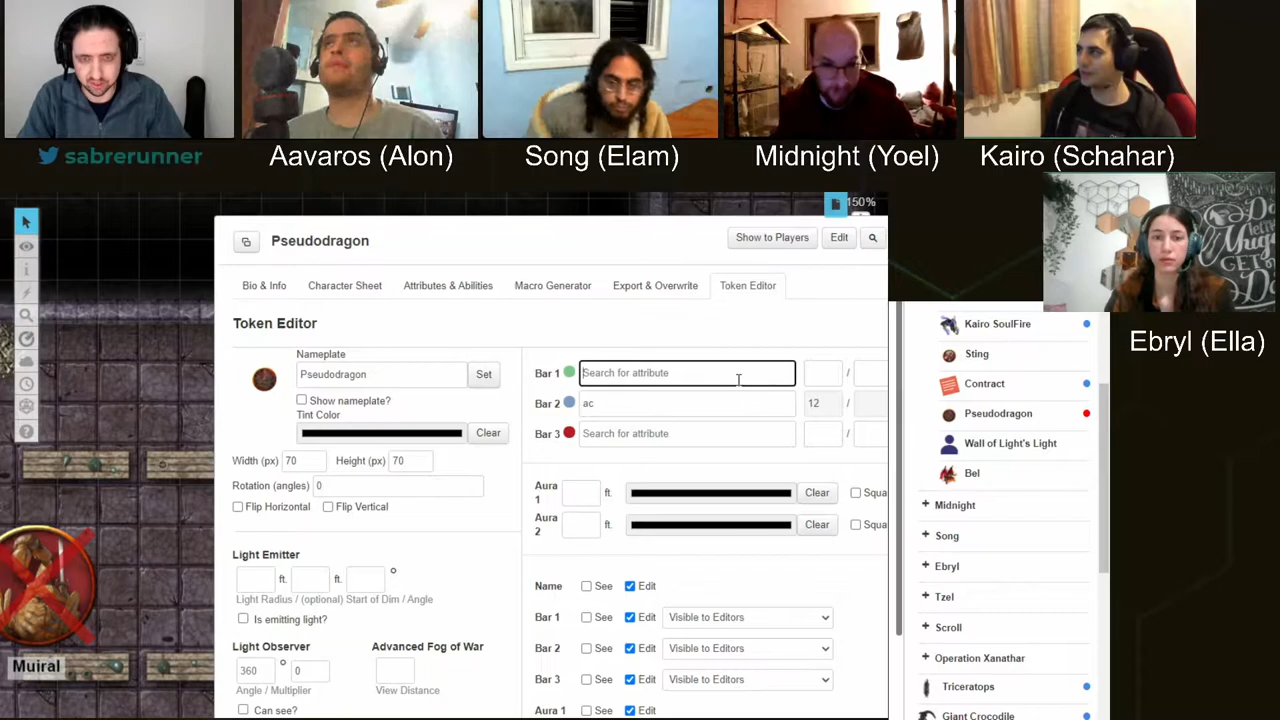 sabrerunner
Aavaros (Alon)
Song (Elam)
Midnight (Yoel)
Kairo (Schahar)
Ebryl (Ella)
150%
Pseudodragon
Show to Players
Edit
Bio & Info
Character Sheet
Attributes & Abilities
Macro Generator
Export & Overwrite
Token Editor
Token Editor
Nameplate
Pseudodragon
Set
Show nameplate?
Tint Color
Clear
Width (px) 70 Height (px) 70
Rotation (angles) 0
Flip Horizontal Flip Vertical
Light Emitter
ft. ft. °
Light Radius / (optional) Start of Dim / Angle
Is emitting light?
Light Observer
360 ° 0
Angle / Multiplier
Can see?
Advanced Fog of War
View Distance
Bar 1 Search for attribute /
Bar 2 ac 12 /
Bar 3 Search for attribute /
Aura 1 ft. Clear Squa
Aura 2 ft. Clear Squa
Name See Edit
Bar 1 See Edit Visible to Editors
Bar 2 See Edit Visible to Editors
Bar 3 See Edit Visible to Editors
Aura 1 See Edit
Muiral
Kairo SoulFire
Sting
Contract
Pseudodragon
Wall of Light's Light
Bel
+ Midnight
+ Song
+ Ebryl
+ Tzel
+ Scroll
+ Operation Xanathar
Triceratops
Giant Crocodile